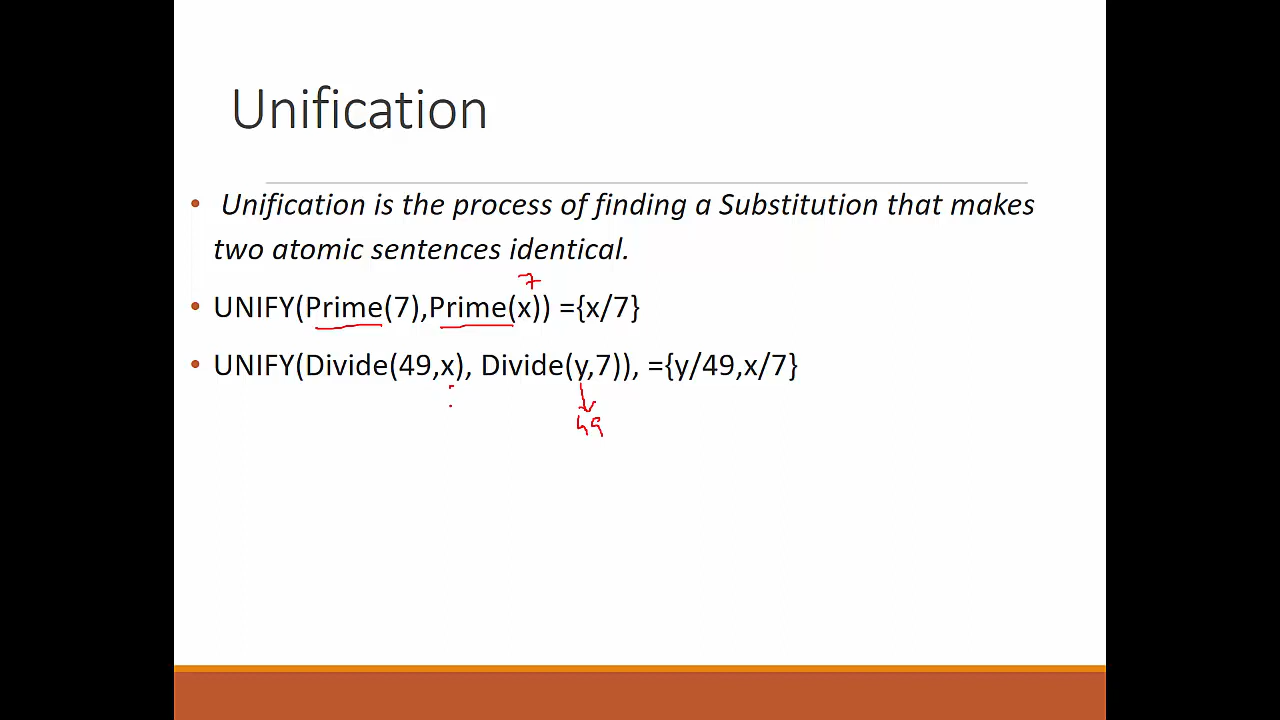 Unification
• Unification is the process of finding a Substitution that makes
two atomic sentences identical.
7
• UNIFY(Prime(7),Prime(x)) ={x/7}
• UNIFY(Divide(49,x), Divide(y,7)), ={y/49,x/7}
49